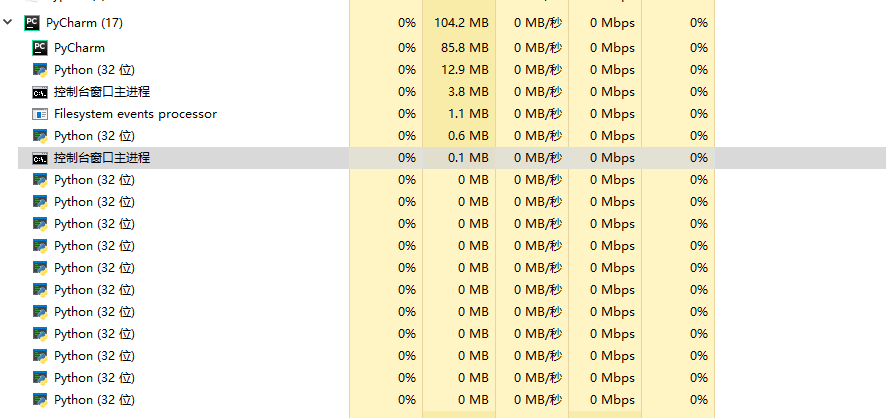 PyCharm (17) 0% 104.2 MB 0 MB/秒 0 Mbps 0%
PyCharm 0% 85.8 MB 0 MB/秒 0 Mbps 0%
Python (32 位) 0% 12.9 MB 0 MB/秒 0 Mbps 0%
控制台窗口主进程 0% 3.8 MB 0 MB/秒 0 Mbps 0%
Filesystem events processor 0% 1.1 MB 0 MB/秒 0 Mbps 0%
Python (32 位) 0% 0.6 MB 0 MB/秒 0 Mbps 0%
控制台窗口主进程 0% 0.1 MB 0 MB/秒 0 Mbps 0%
Python (32 位) 0% 0 MB 0 MB/秒 0 Mbps 0%
Python (32 位) 0% 0 MB 0 MB/秒 0 Mbps 0%
Python (32 位) 0% 0 MB 0 MB/秒 0 Mbps 0%
Python (32 位) 0% 0 MB 0 MB/秒 0 Mbps 0%
Python (32 位) 0% 0 MB 0 MB/秒 0 Mbps 0%
Python (32 位) 0% 0 MB 0 MB/秒 0 Mbps 0%
Python (32 位) 0% 0 MB 0 MB/秒 0 Mbps 0%
Python (32 位) 0% 0 MB 0 MB/秒 0 Mbps 0%
Python (32 位) 0% 0 MB 0 MB/秒 0 Mbps 0%
Python (32 位) 0% 0 MB 0 MB/秒 0 Mbps 0%
Python (32 位) 0% 0 MB 0 MB/秒 0 Mbps 0%